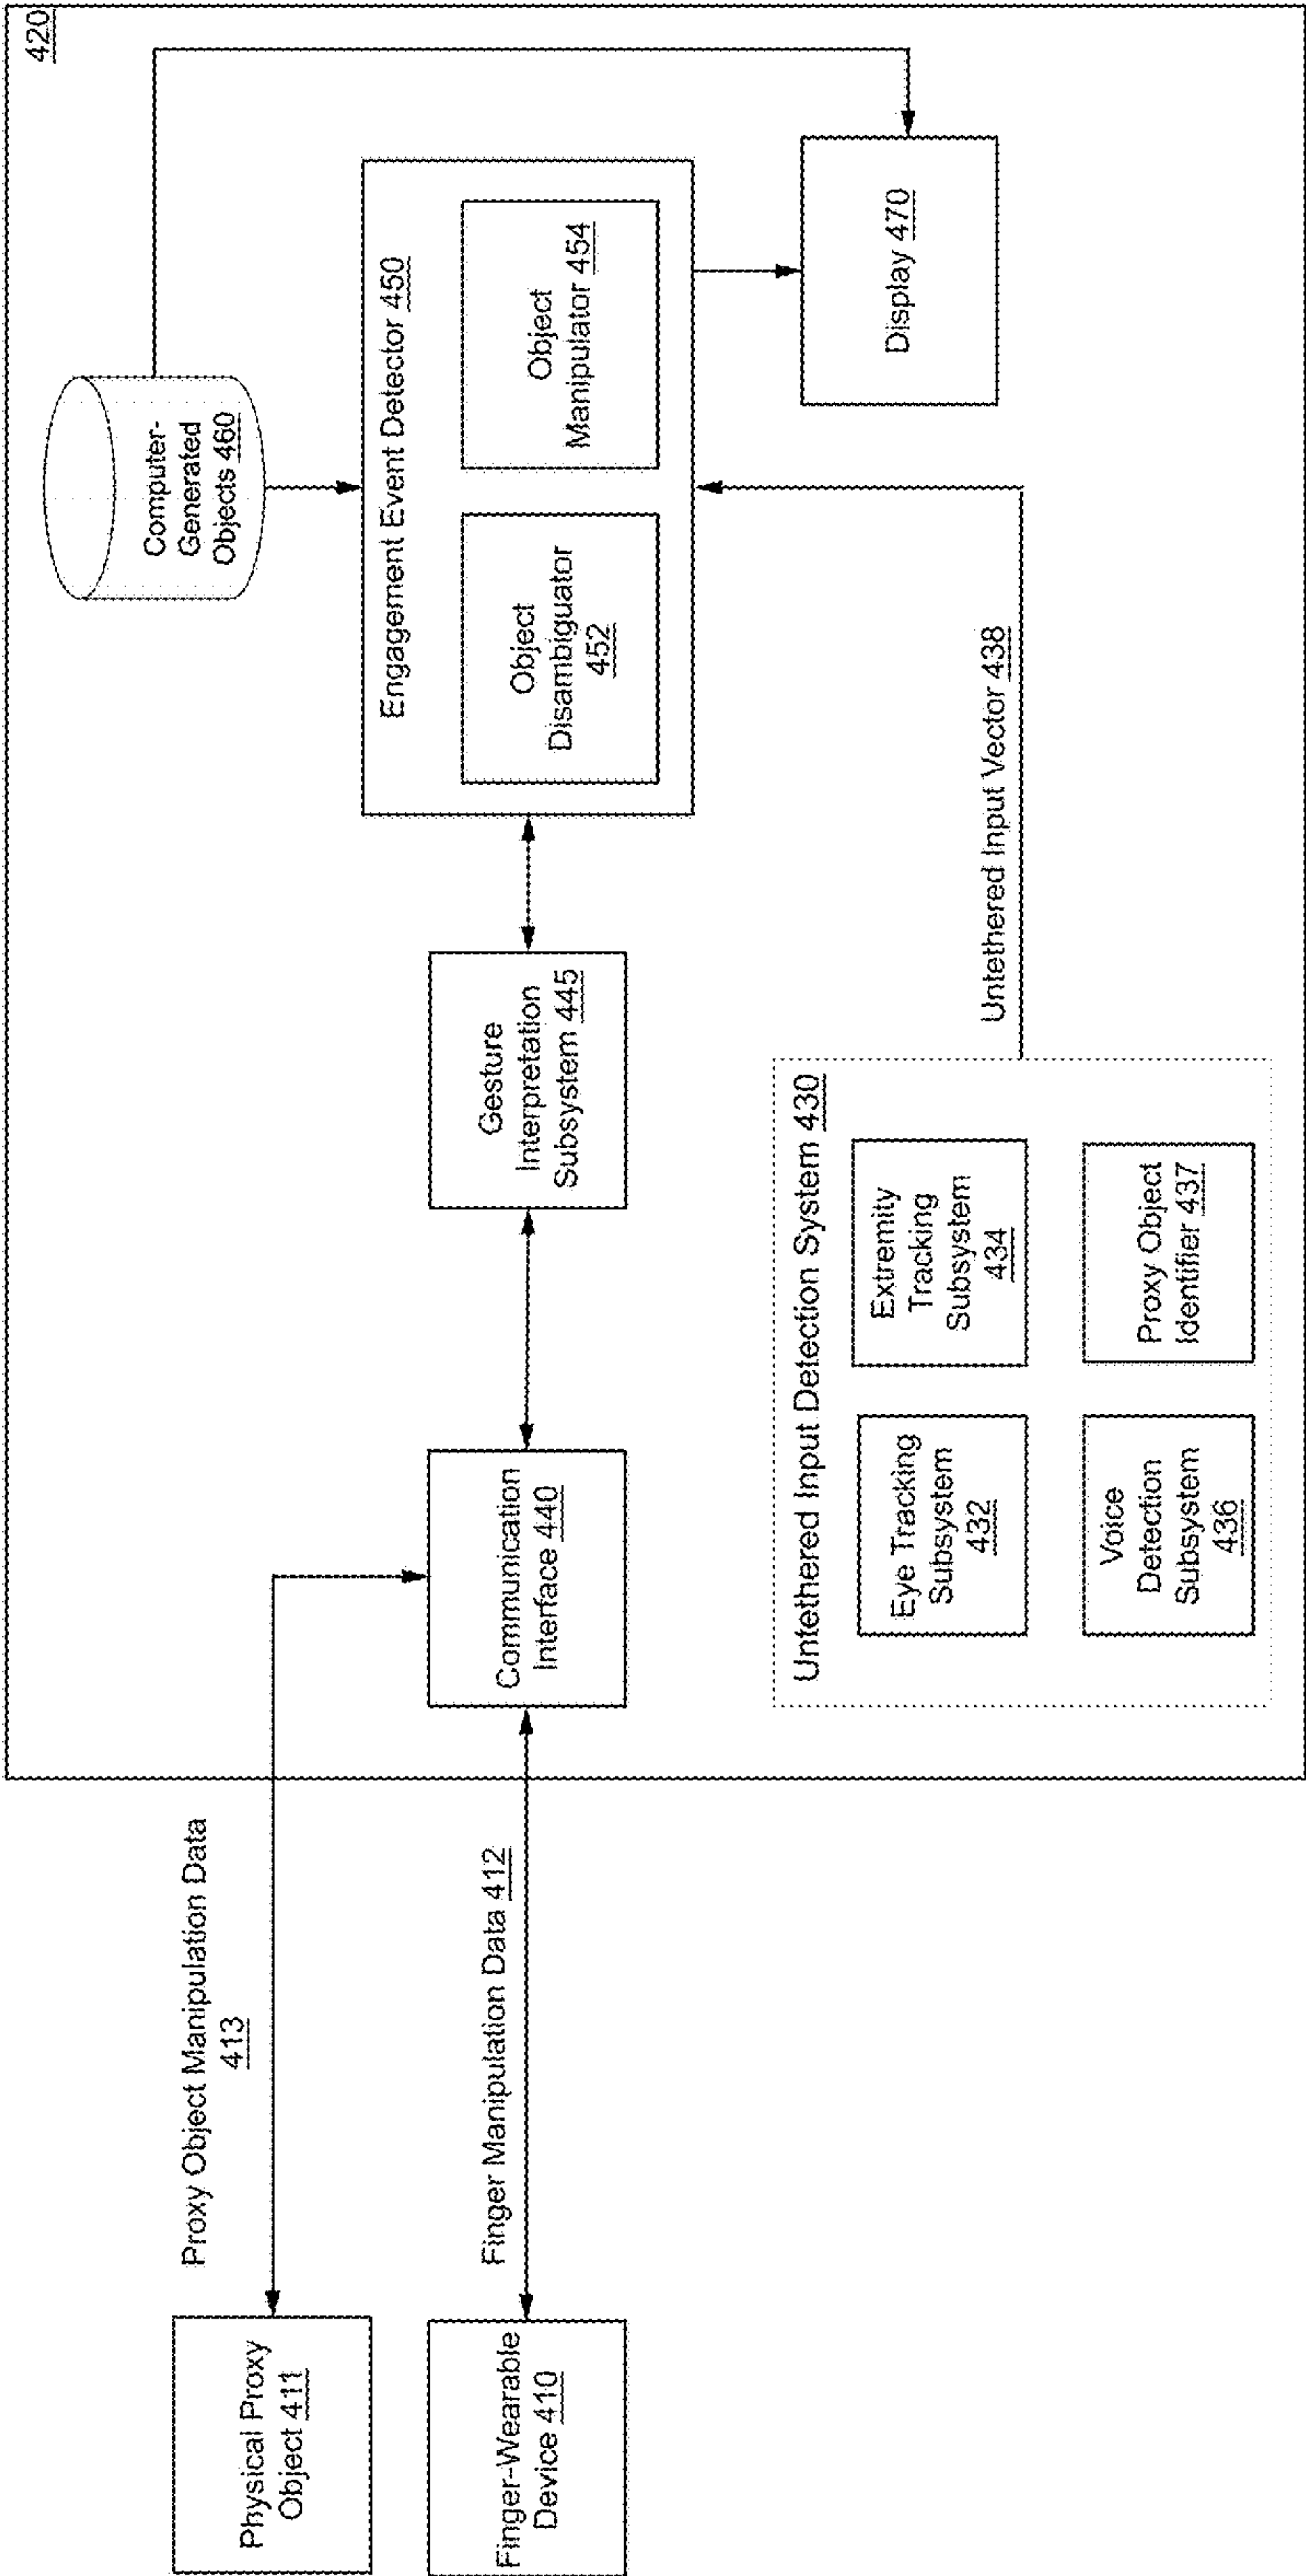 420
Computer-
Generated
Objects 460
Physical Proxy
Object 411
Proxy Object Manipulation Data
413
Finger-Wearable
Device 410
Finger Manipulation Data 412
Communication
Interface 440
Gesture
Interpretation
Subsystem 445
Engagement Event Detector 450
Object
Disambiguator
452
Object
Manipulator 454
Untethered Input Detection System 430
Eye Tracking
Subsystem
432
Extremity
Tracking
Subsystem
434
Voice
Detection
Subsystem
436
Proxy Object
Identifier 437
Untethered Input Vector 438
Display 470